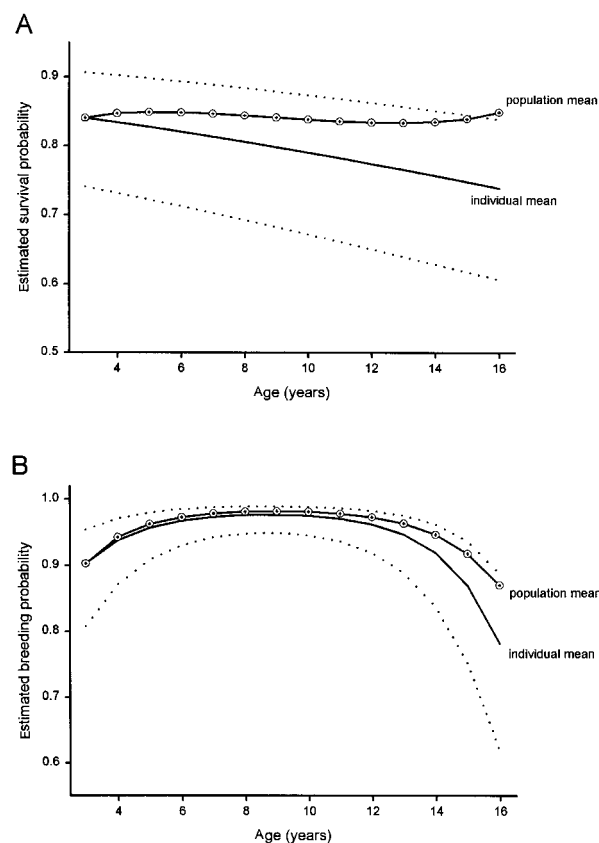 A
Estimated survival probability
0.9
0.8
0.7
0.6
0.5
population mean
individual mean
4 6 8 10 12 14 16
Age (years)
B
Estimated breeding probability
1.0
0.9
0.8
0.7
0.6
population mean
individual mean
4 6 8 10 12 14 16
Age (years)